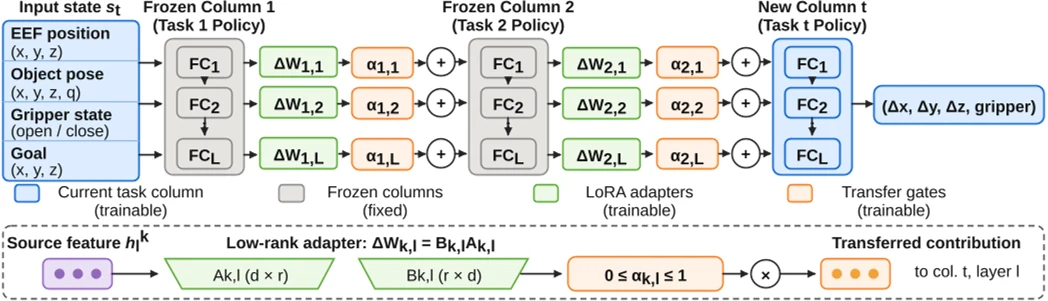 Input state sₜ
Frozen Column 1
(Task 1 Policy)
Frozen Column 2
(Task 2 Policy)
New Column t
(Task t Policy)
EEF position
(x, y, z)
Object pose
(x, y, z, q)
Gripper state
(open / close)
Goal
(x, y, z)
FC₁
FC₂
FC_L
ΔW₁,₁
ΔW₁,₂
ΔW₁,L
α₁,₁
α₁,₂
α₁,L
+
+
+
FC₁
FC₂
FC_L
ΔW₂,₁
ΔW₂,₂
ΔW₂,L
α₂,₁
α₂,₂
α₂,L
+
+
+
FC₁
FC₂
FC_L
(Δx, Δy, Δz, gripper)
Current task column
(trainable)
Frozen columns
(fixed)
LoRA adapters
(trainable)
Transfer gates
(trainable)
Source feature hₗᵏ
Low-rank adapter: ΔWₖ,ₗ = Bₖ,ₗAₖ,ₗ
Transferred contribution
Ak,l (d × r)
Bk,l (r × d)
0 ≤ αₖ,ₗ ≤ 1
×
to col. t, layer l